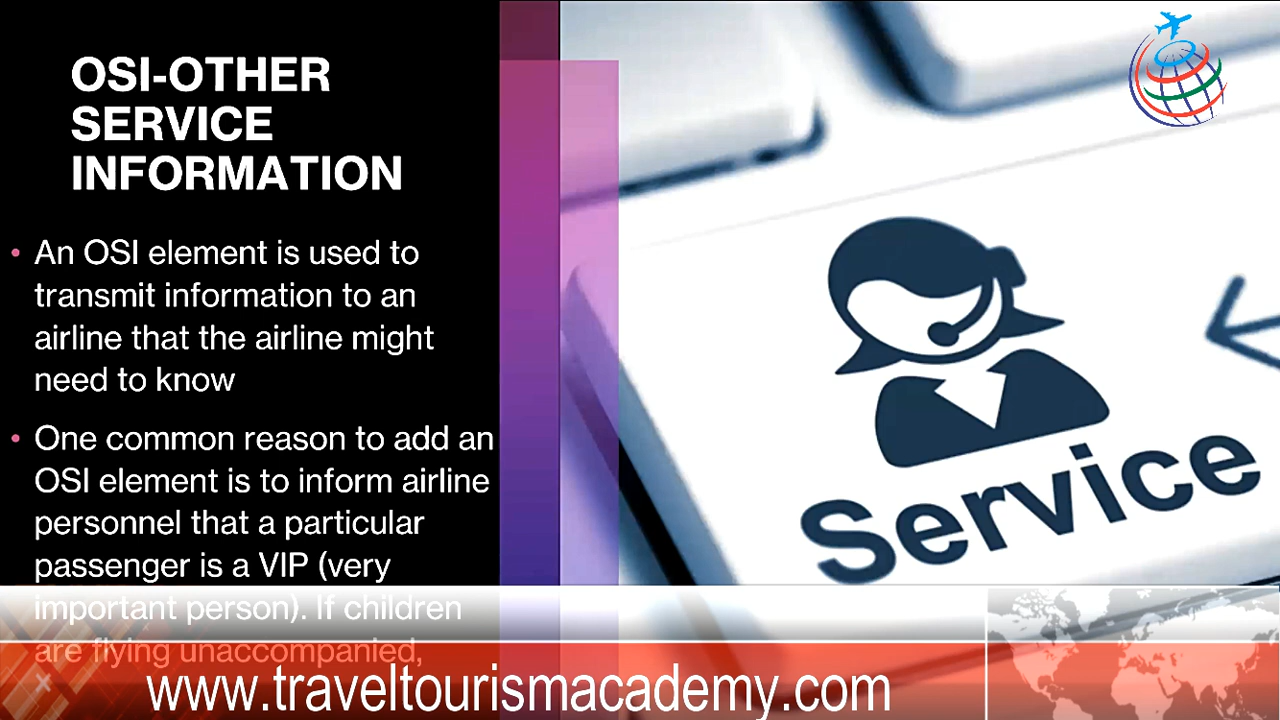 OSI-OTHER
SERVICE
INFORMATION
• An OSI element is used to
transmit information to an
airline that the airline might
need to know
• One common reason to add an
OSI element is to inform airline
personnel that a particular
passenger is a VIP (very
important person). If children
are flying unaccompanied,
Service
www.traveltourismacademy.com